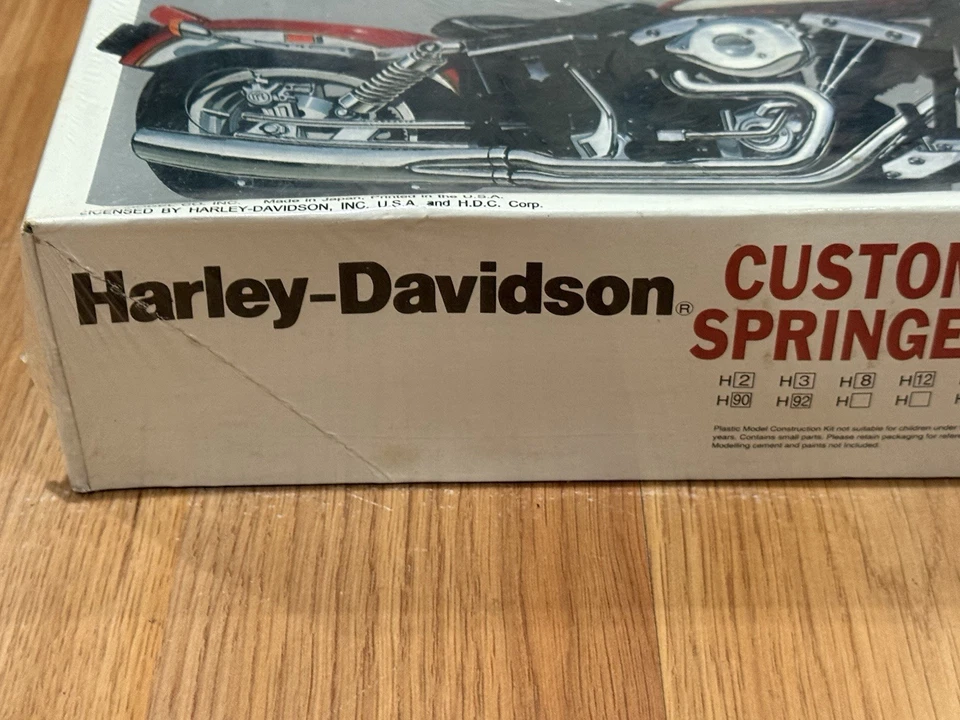 Made in Japan, Printed in the U.S.A.
LICENSED BY HARLEY-DAVIDSON, INC. U.S.A. and H.D.C. Corp.
Harley-Davidson®
CUSTOM
SPRINGE
H2 H3 H8 H12
H90 H92 H H
Plastic Model Construction Kit not suitable for children under
years. Contains small parts. Please retain packaging for refere
Modelling cement and paints not included.